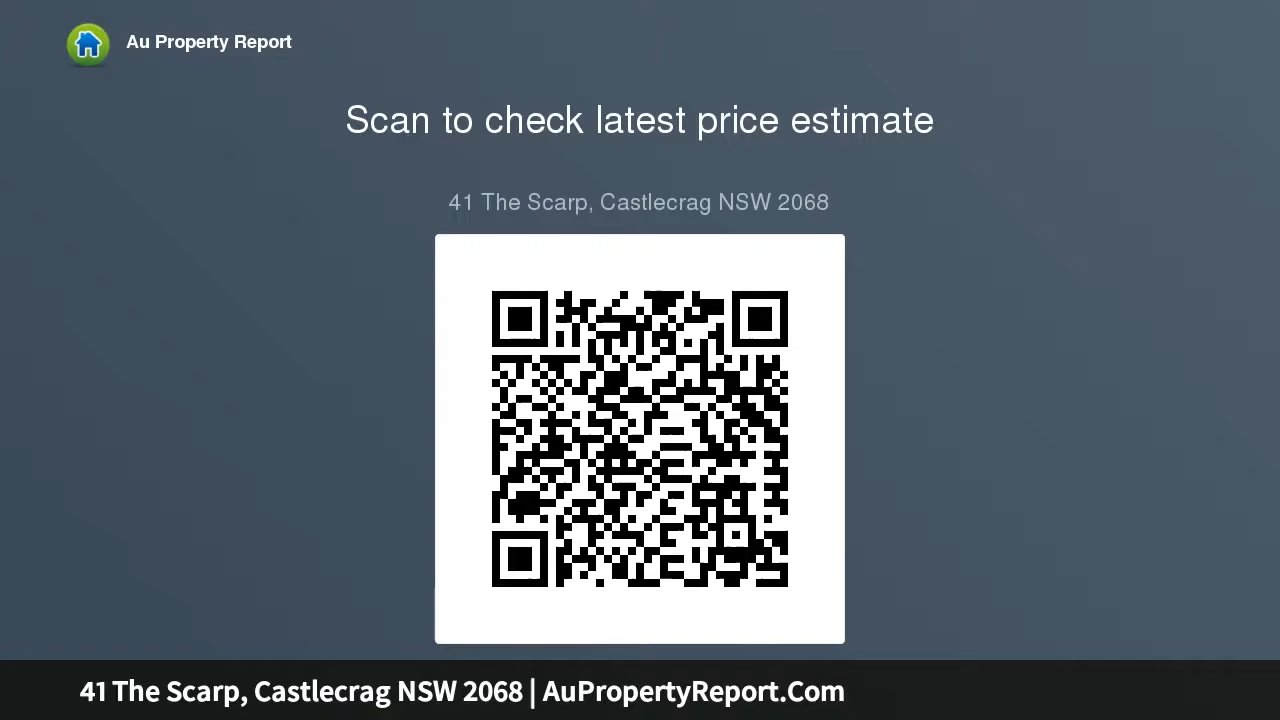 Au Property Report
Scan to check latest price estimate
41 The Scarp, Castlecrag NSW 2068
41 The Scarp, Castlecrag NSW 2068 | AuPropertyReport.Com